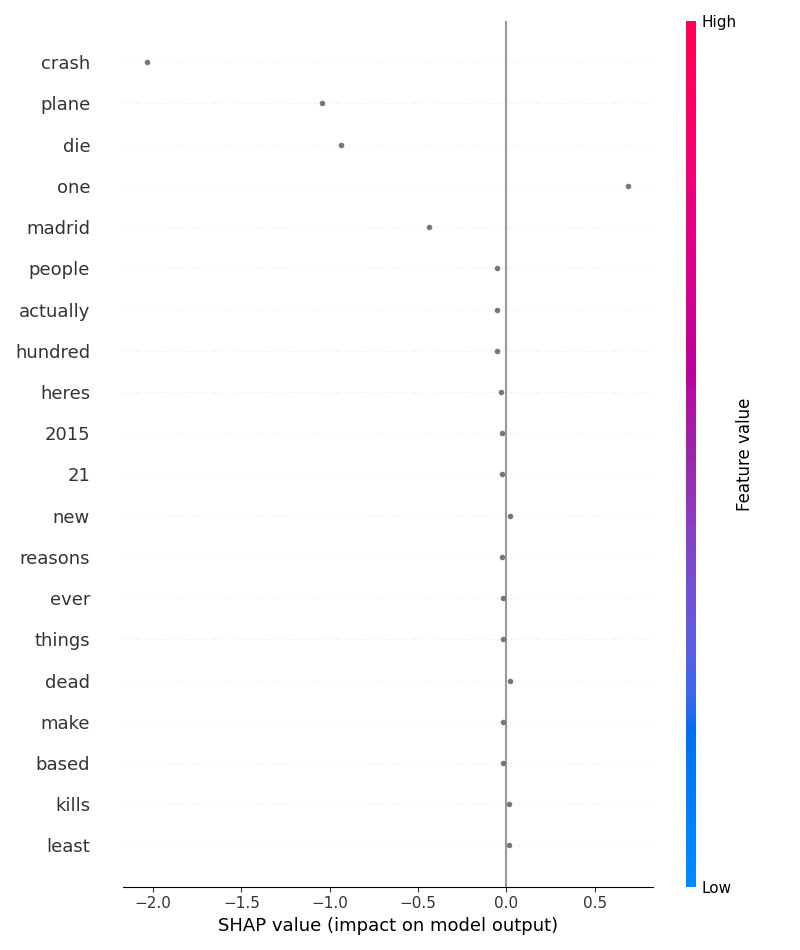 High
crash
plane
die
one
madrid
people
actually
hundred
heres
2015
21
new
reasons
ever
things
dead
make
based
kills
least
Feature value
Low
−2.0 −1.5 −1.0 −0.5 0.0 0.5
SHAP value (impact on model output)